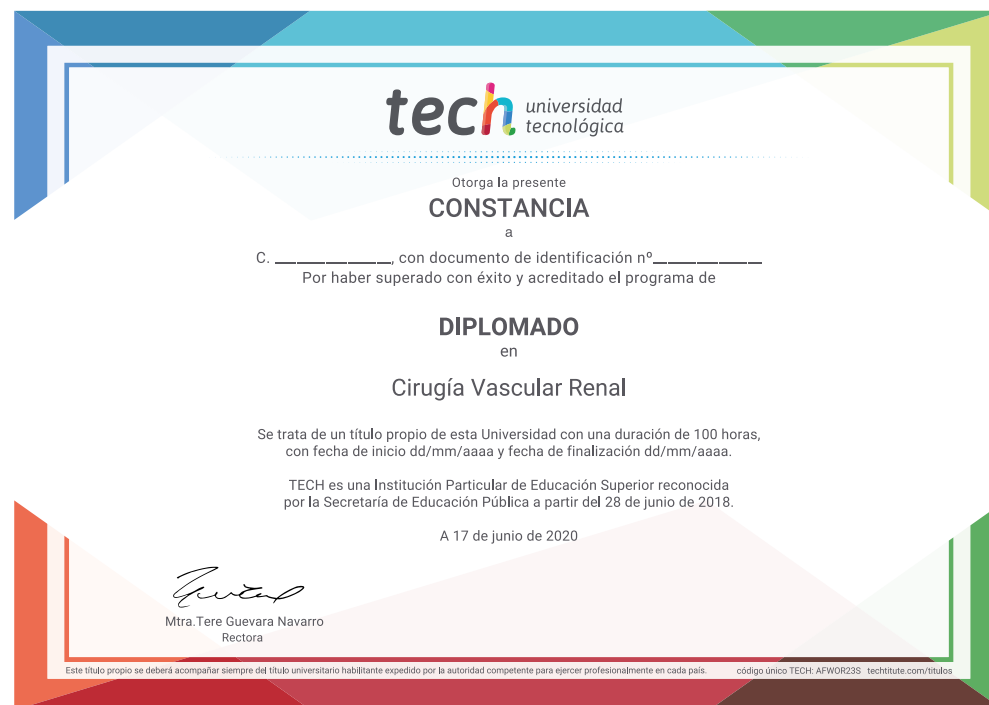 tech universidad
tecnológica
Otorga la presente
CONSTANCIA
a
C. ________________, con documento de identificación nº_______________
Por haber superado con éxito y acreditado el programa de
DIPLOMADO
en
Cirugía Vascular Renal
Se trata de un título propio de esta Universidad con una duración de 100 horas,
con fecha de inicio dd/mm/aaaa y fecha de finalización dd/mm/aaaa.
TECH es una Institución Particular de Educación Superior reconocida
por la Secretaría de Educación Pública a partir del 28 de junio de 2018.
A 17 de junio de 2020
Mtra.Tere Guevara Navarro
Rectora
Este título propio se deberá acompañar siempre del título universitario habilitante expedido por la autoridad competente para ejercer profesionalmente en cada país. código único TECH: AFWOR23S techtitute.com/titulos